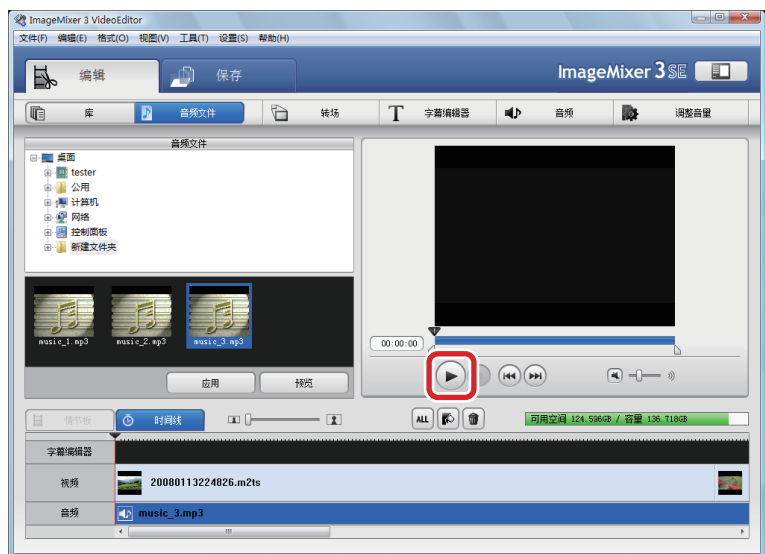 ImageMixer 3 VideoEditor
文件(F) 编辑(E) 格式(O) 视图(V) 工具(T) 设置(S) 帮助(H)
编辑
保存
ImageMixer 3 SE
库
音频文件
转场
T 字幕编辑器
音频
调整音里
音频文件
桌面
tester
公用
计算机
网络
控制面板
新建文件夹
music_1.mp3 music_2.mp3 music_3.mp3
00:00:00
应用 预览
情节板
时间线
ALL
可用空间 124.596GB / 容里 136.718GB
字幕编辑器
视频
20080113224826.m2ts
音频
music_3.mp3